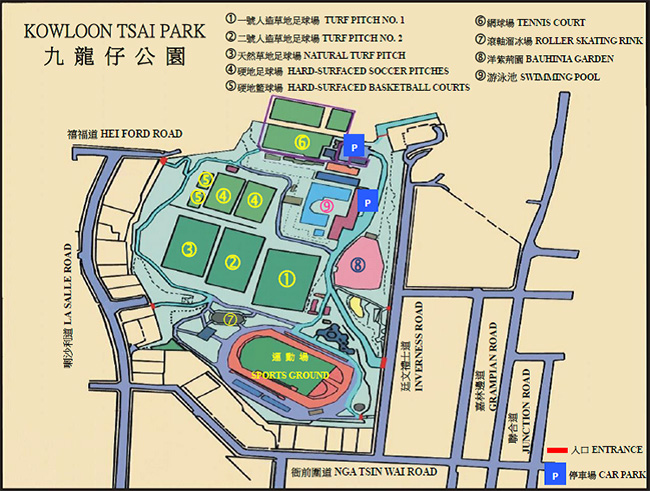 KOWLOON TSAI PARK
九龍仔公園
① 一號人造草地足球場 TURF PITCH NO. 1
② 二號人造草地足球場 TURF PITCH NO. 2
③ 天然草地足球場 NATURAL TURF PITCH
④ 硬地足球場 HARD-SURFACED SOCCER PITCHES
⑤ 硬地籃球場 HARD-SURFACED BASKETBALL COURTS
⑥ 網球場 TENNIS COURT
⑦ 滾軸溜冰場 ROLLER SKATING RINK
⑧ 洋紫荊園 BAUHINIA GARDEN
⑨ 游泳池 SWIMMING POOL
禧福道 HEI FORD ROAD
⑥
P
⑤
⑤
④
④
⑨
P
③
②
①
⑧
⑦
運動場
SPORTS GROUND
喇沙利道 LA SALLE ROAD
延文禮士道
INVERNESS ROAD
嘉林邊道
GRAMPIAN ROAD
聯合道
JUNCTION ROAD
衙前圍道 NGA TSIN WAI ROAD
入口 ENTRANCE
P 停車場 CAR PARK